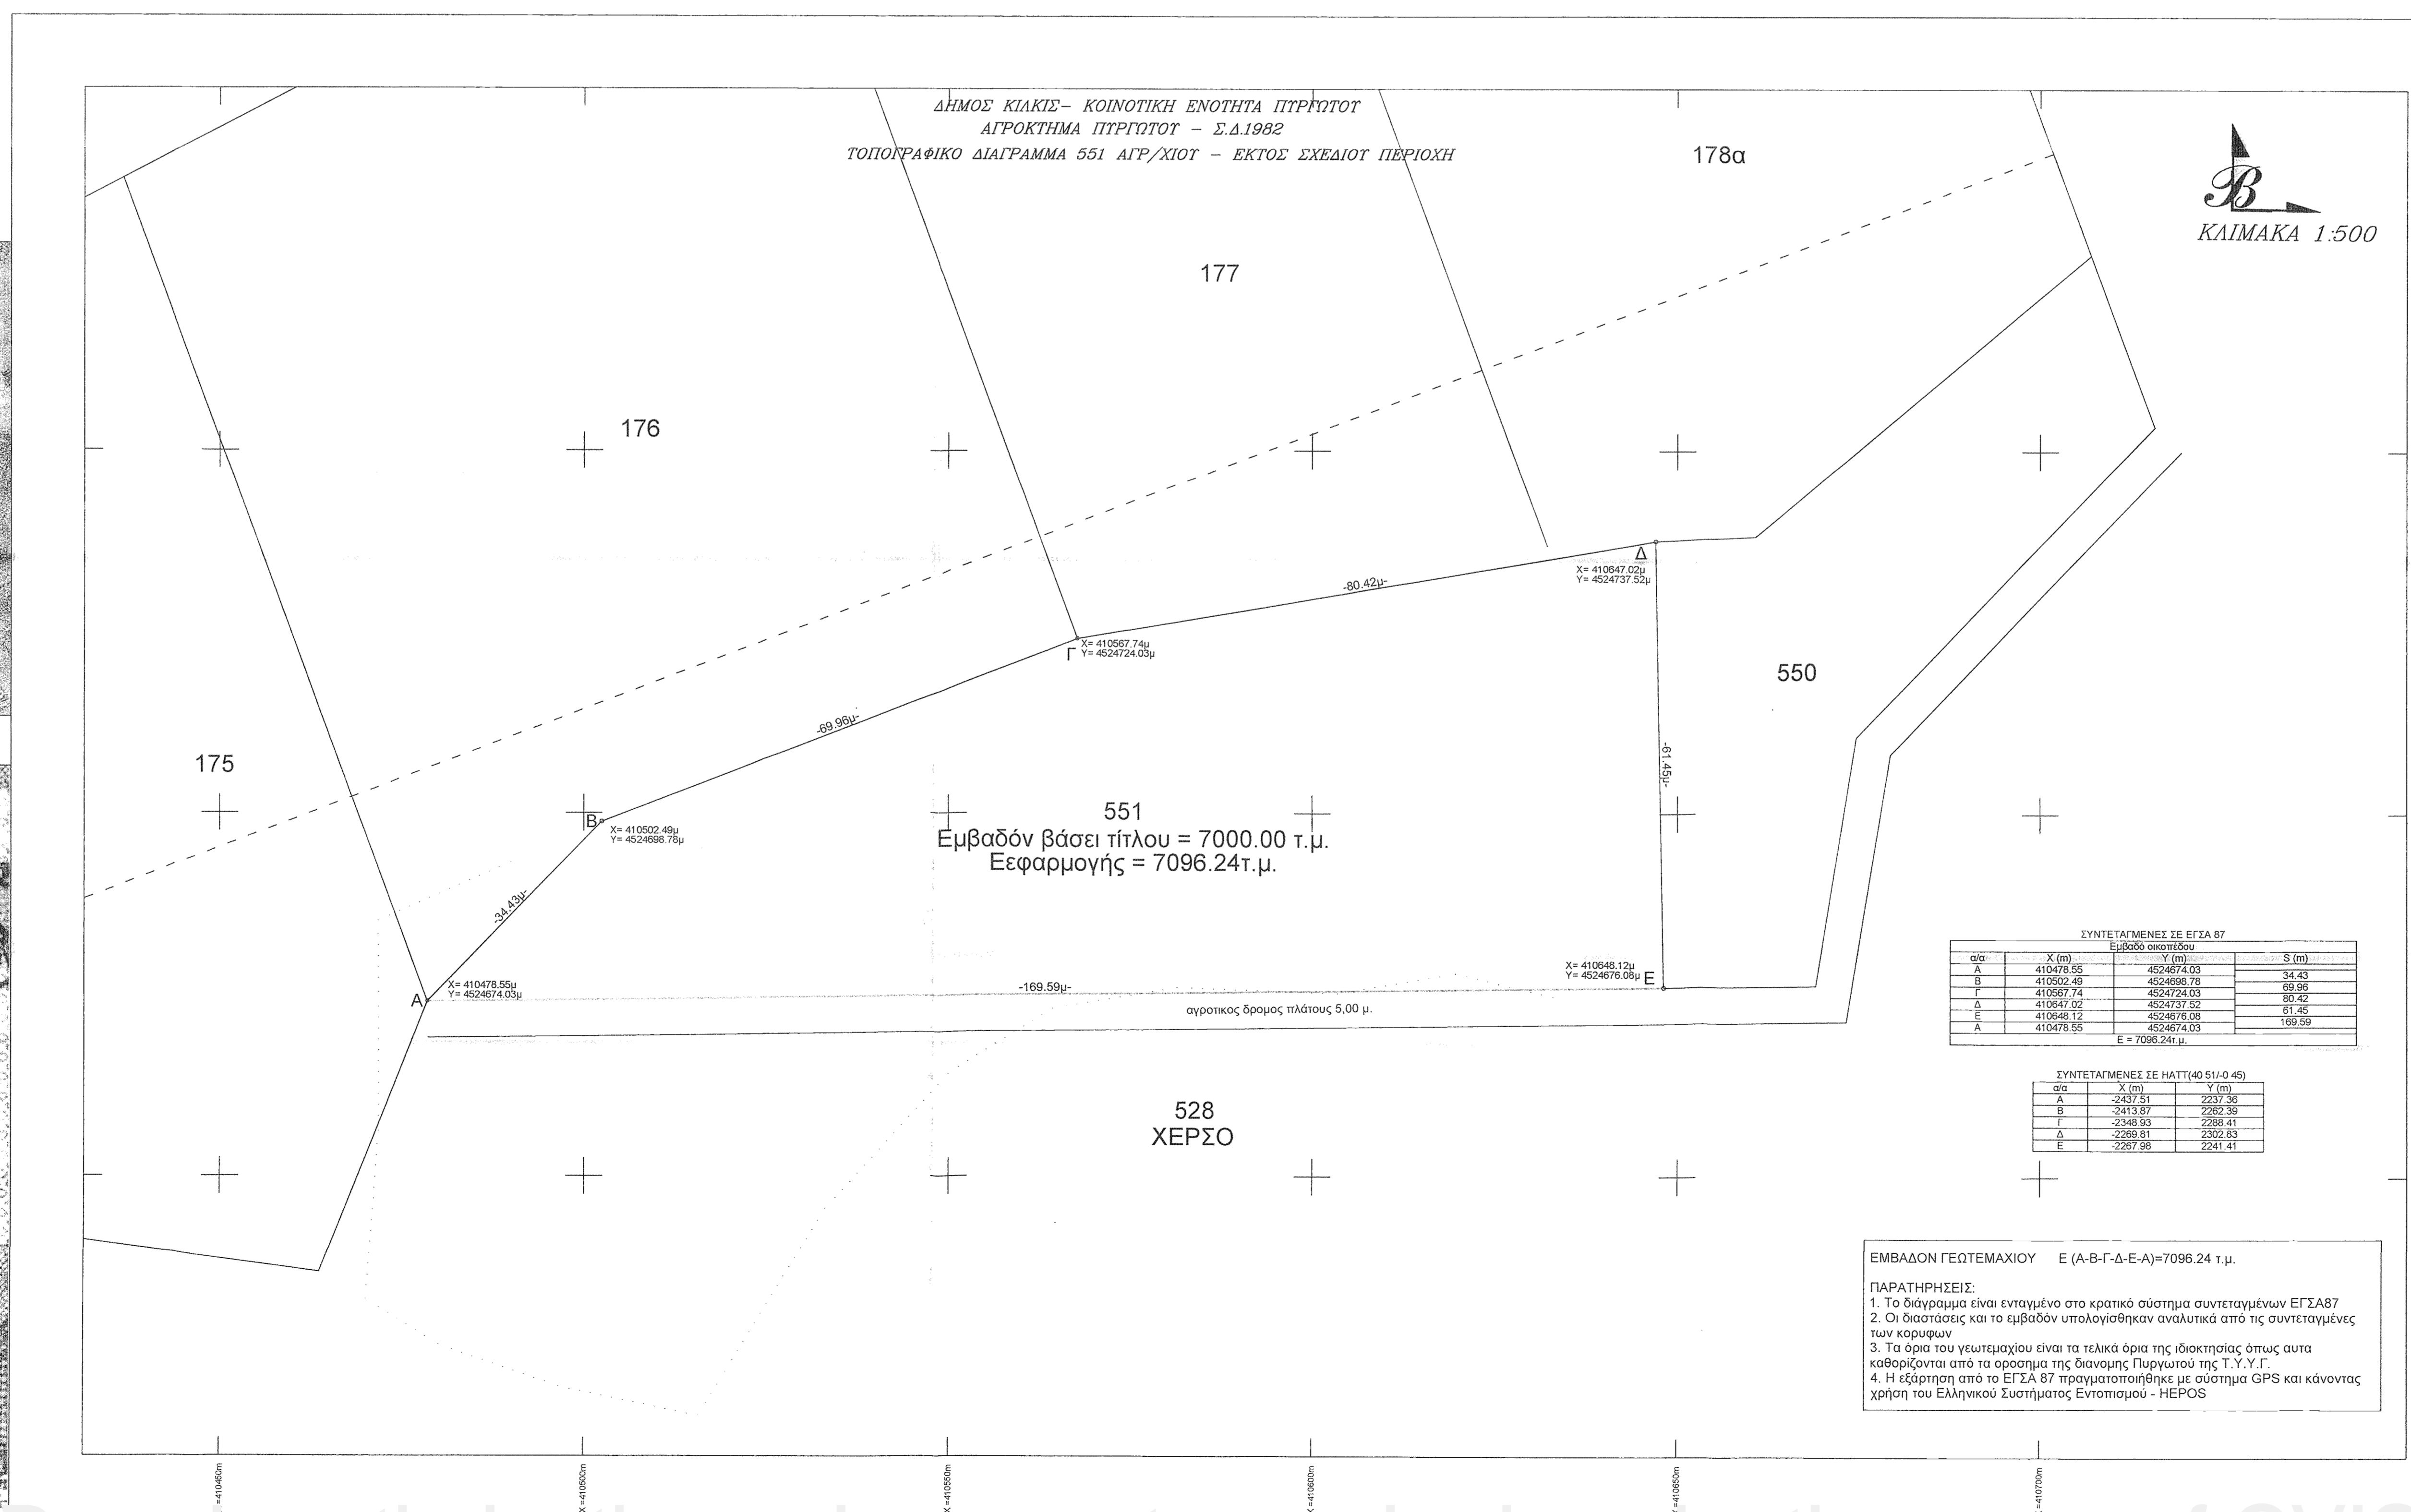 ΔΗΜΟΣ ΚΙΛΚΙΣ– ΚΟΙΝΟΤΙΚΗ ΕΝΟΤΗΤΑ ΠΥΡΓΩΤΟΥ
ΑΓΡΟΚΤΗΜΑ ΠΥΡΓΩΤΟΥ – Σ.Δ.1982
ΤΟΠΟΓΡΑΦΙΚΟ ΔΙΑΓΡΑΜΜΑ 551 ΑΓΡ/ΧΙΟΥ – ΕΚΤΟΣ ΣΧΕΔΙΟΥ ΠΕΡΙΟΧΗ
178α
Β
ΚΛΙΜΑΚΑ 1:500
177
176
Δ
X= 410647.02μ
Y= 4524737.52μ
-80.42μ-
X= 410567.74μ
Γ Y= 4524724.03μ
550
-69.96μ-
-61.45μ-
175
Β
X= 410502.49μ
Y= 4524698.78μ
551
Εμβαδόν βάσει τίτλου = 7000.00 τ.μ.
Εεφαρμογής = 7096.24τ.μ.
-34.43μ-
X= 410648.12μ
Y= 4524676.08μ Ε
X= 410478.55μ
Α Y= 4524674.03μ
-169.59μ-
αγροτικος δρομος πλάτους 5,00 μ.
ΣΥΝΤΕΤΑΓΜΕΝΕΣ ΣΕ ΕΓΣΑ 87
Εμβαδό οικοπέδου
α/α X (m) Y (m) S (m)
Α 410478.55 4524674.03
34.43
Β 410502.49 4524698.78
69.96
Γ 410567.74 4524724.03
80.42
Δ 410647.02 4524737.52
61.45
Ε 410648.12 4524676.08
169.59
Α 410478.55 4524674.03
Ε = 7096.24τ.μ.
ΣΥΝΤΕΤΑΓΜΕΝΕΣ ΣΕ HATT(40 51/-0 45)
α/α X (m) Y (m)
Α -2437.51 2237.36
Β -2413.87 2262.39
Γ -2348.93 2288.41
Δ -2269.81 2302.83
Ε -2267.98 2241.41
528
ΧΕΡΣΟ
ΕΜΒΑΔΟΝ ΓΕΩΤΕΜΑΧΙΟΥ Ε (Α-Β-Γ-Δ-Ε-Α)=7096.24 τ.μ.
ΠΑΡΑΤΗΡΗΣΕΙΣ:
1. Το διάγραμμα είναι ενταγμένο στο κρατικό σύστημα συντεταγμένων ΕΓΣΑ87
2. Οι διαστάσεις και το εμβαδόν υπολογίσθηκαν αναλυτικά από τις συντεταγμένες
των κορυφων
3. Τα όρια του γεωτεμαχίου είναι τα τελικά όρια της ιδιοκτησίας όπως αυτα
καθορίζονται από τα οροσημα της διανομης Πυργωτού της Τ.Υ.Υ.Γ.
4. Η εξάρτηση από το ΕΓΣΑ 87 πραγματοποιήθηκε με σύστημα GPS και κάνοντας
χρήση του Ελληνικού Συστήματος Εντοπισμού - HEPOS
=410450m
X =410500m
X =410550m
X =410600m
=410650m
=410700m